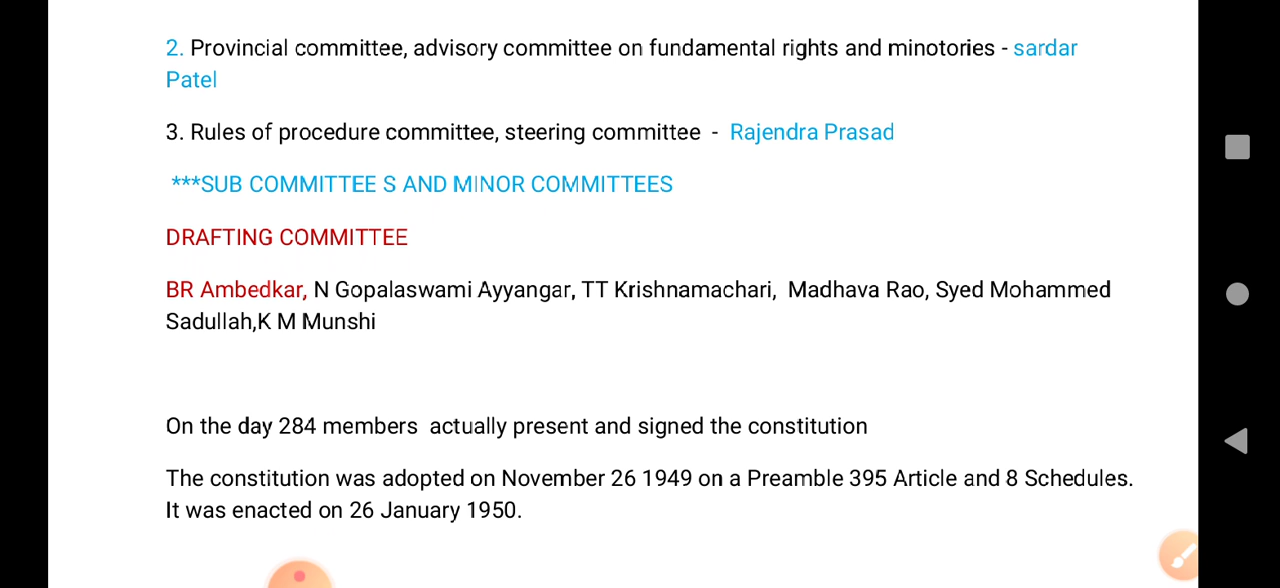 2. Provincial committee, advisory committee on fundamental rights and minotories - sardar
Patel
3. Rules of procedure committee, steering committee - Rajendra Prasad
***SUB COMMITTEE S AND MINOR COMMITTEES
DRAFTING COMMITTEE
BR Ambedkar, N Gopalaswami Ayyangar, TT Krishnamachari, Madhava Rao, Syed Mohammed
Sadullah,K M Munshi
On the day 284 members actually present and signed the constitution
The constitution was adopted on November 26 1949 on a Preamble 395 Article and 8 Schedules.
It was enacted on 26 January 1950.